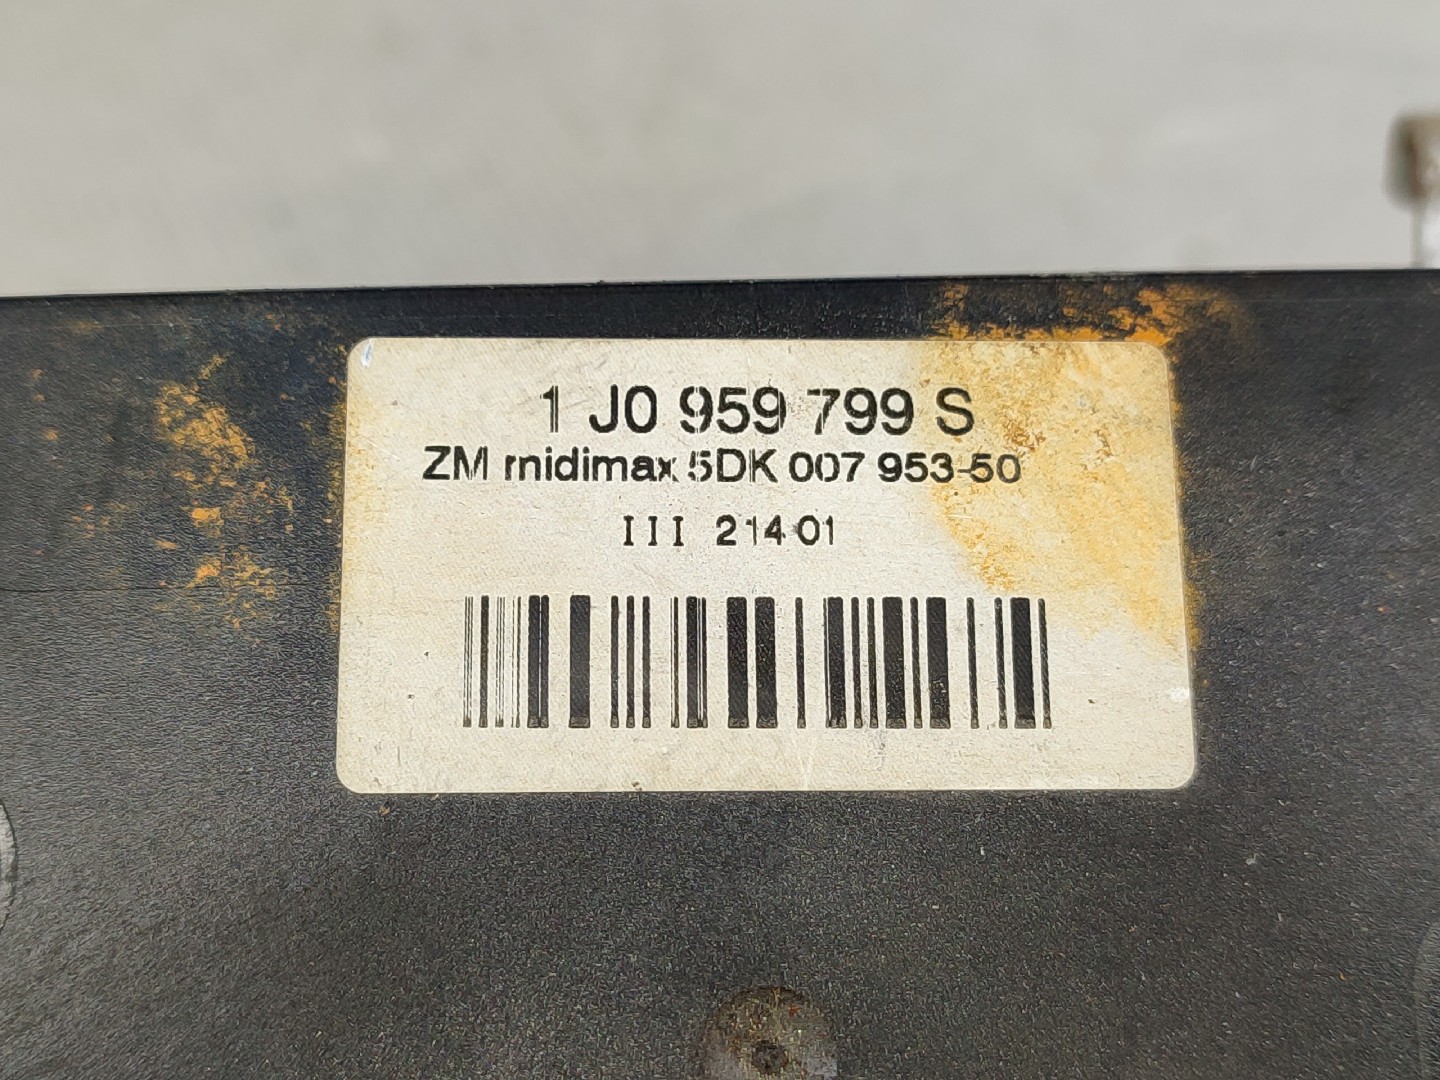 1 J0 959 799 S
ZM midimax 5DK 007 953-50
III 214 01